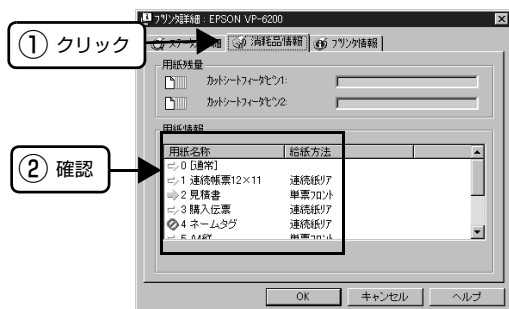 プリンタ詳細 : EPSON VP-6200
① クリック
消耗品情報
プリンタ情報
用紙残量
カットシートフィーダビン1:
カットシートフィーダビン2:
用紙情報
② 確認
用紙名称 給紙方法
0 [通常]
1 連続帳票12×11 連続紙リア
2 見積書 単票フロント
3 購入伝票 連続紙リア
4 ネームタグ 連続紙リア
OK キャンセル ヘルプ